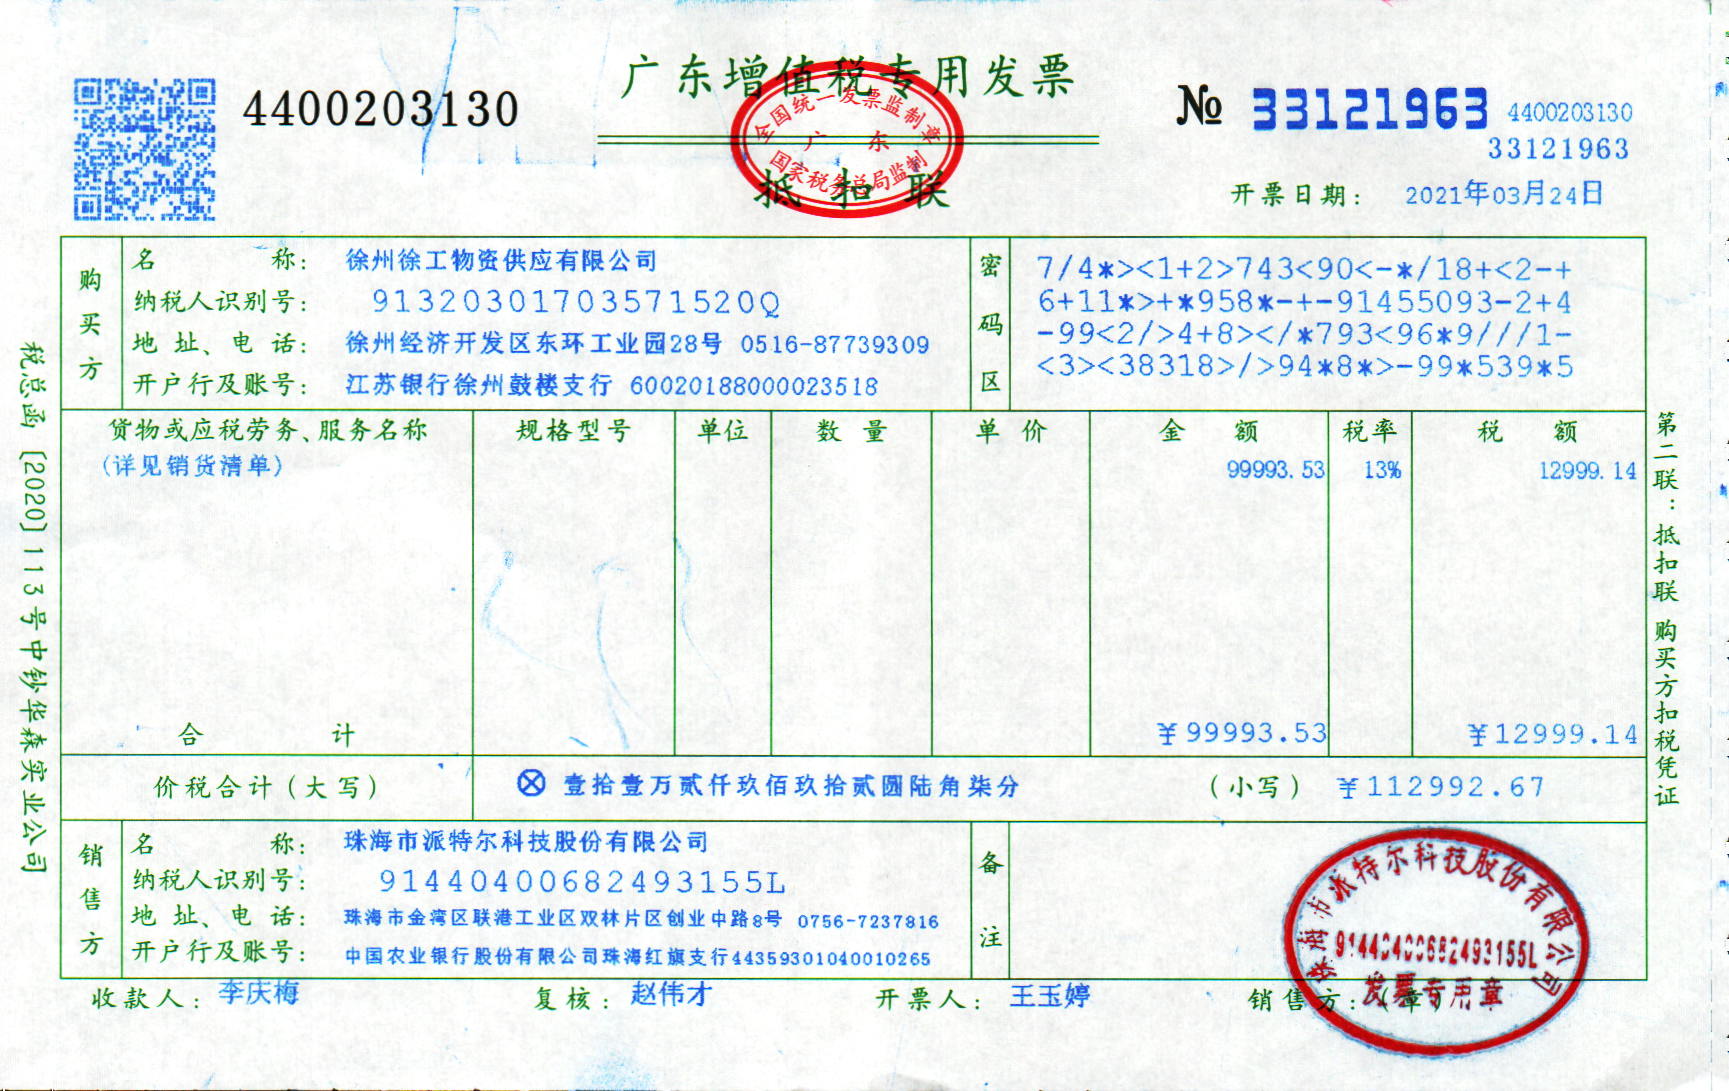 广东增值税专用发票
4400203130
№ 33121963 4400203130
33121963
全国统一发票监制章
广东
国家税务总局监制
抵扣联
开票日期: 2021年03月24日
税总函〔2020〕113号中钞华森实业公司
购买方
名称: 徐州徐工物资供应有限公司
纳税人识别号: 91320301703571520Q
地址、电话: 徐州经济开发区东环工业园28号 0516-87739309
开户行及账号: 江苏银行徐州鼓楼支行 60020188000023518
密码区
7/4*><1+2>743<90<-*/18+<2-+
6+11*>+*958*-+-91455093-2+4
-99<2/>4+8></*793<96*9///1-
<3><38318>/>94*8*>-99*539*5
货物或应税劳务、服务名称 规格型号 单位 数量 单价 金额 税率 税额
(详见销货清单) 99993.53 13% 12999.14
合计 ¥99993.53 ¥12999.14
价税合计(大写) ⊗壹拾壹万贰仟玖佰玖拾贰圆陆角柒分 (小写) ¥112992.67
销售方
名称: 珠海市派特尔科技股份有限公司
纳税人识别号: 91440400682493155L
地址、电话: 珠海市金湾区联港工业区双林片区创业中路8号 0756-7237816
开户行及账号: 中国农业银行股份有限公司珠海红旗支行44359301040010265
备注
收款人: 李庆梅 复核: 赵伟才 开票人: 王玉婷 销售方:(章)
珠海市派特尔科技股份有限公司
91440400682493155L
发票专用章
第二联:抵扣联 购买方扣税凭证